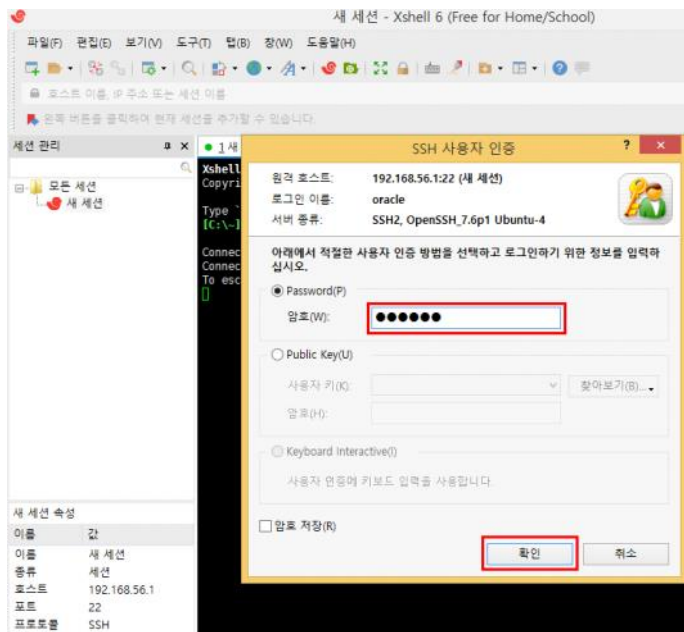 새 세션 - Xshell 6 (Free for Home/School)
파일(F) 편집(E) 보기(V) 도구(T) 탭(B) 창(W) 도움말(H)
호스트 이름, IP 주소 또는 세션 이름
왼쪽 버튼을 클릭하여 현재 세션을 추가할 수 있습니다.
세션 관리
모든 세션
새 세션
1 새
Xshell
Copyri
Type `
[C:\~]
Connec
Connec
To esc
SSH 사용자 인증
원격 호스트: 192.168.56.1:22 (새 세션)
로그인 이름: oracle
서버 종류: SSH2, OpenSSH_7.6p1 Ubuntu-4
아래에서 적절한 사용자 인증 방법을 선택하고 로그인하기 위한 정보를 입력하
십시오.
Password(P)
암호(W): ●●●●●●
Public Key(U)
사용자 키(K): 찾아보기(B)...
암호(H):
Keyboard Interactive(I)
사용자 인증에 키보드 입력을 사용합니다.
암호 저장(R)
확인 취소
새 세션 속성
이름 값
이름 새 세션
종류 세션
호스트 192.168.56.1
포트 22
프로토콜 SSH